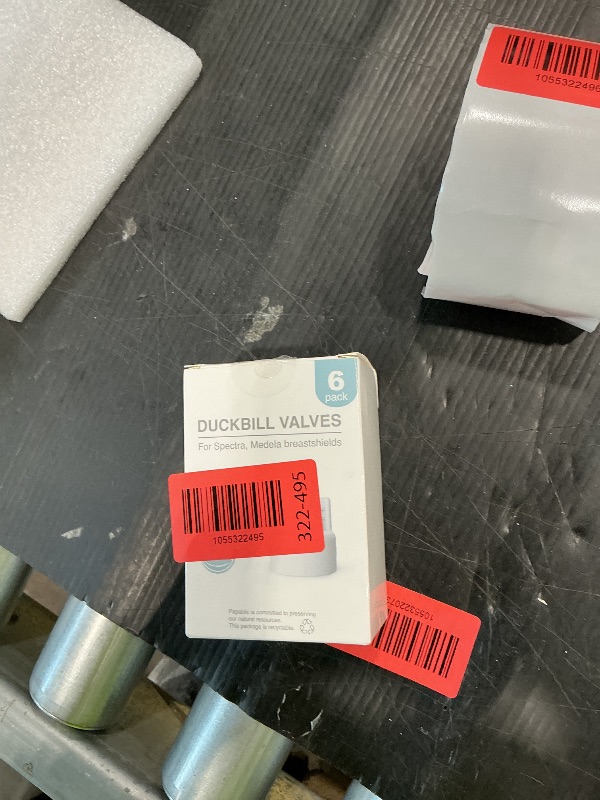 1055322495
6
pack
DUCKBILL VALVES
For Spectra, Medela breastshields
1055322495
322-495
is committed to preserving
our natural resources.
This package is recyclable.